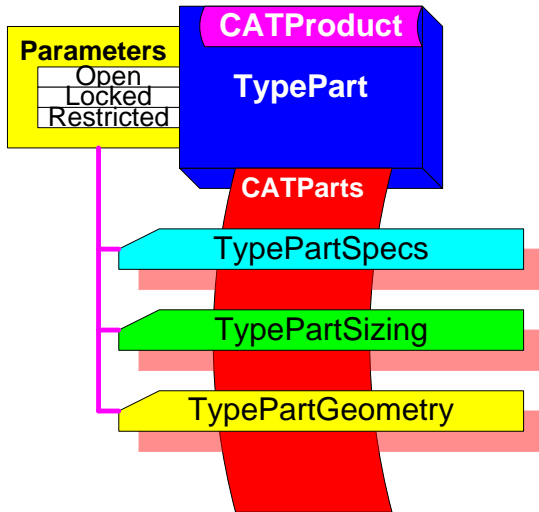 CATProduct
Parameters
Open
Locked
Restricted
TypePart
CATParts
TypePartSpecs
TypePartSizing
TypePartGeometry